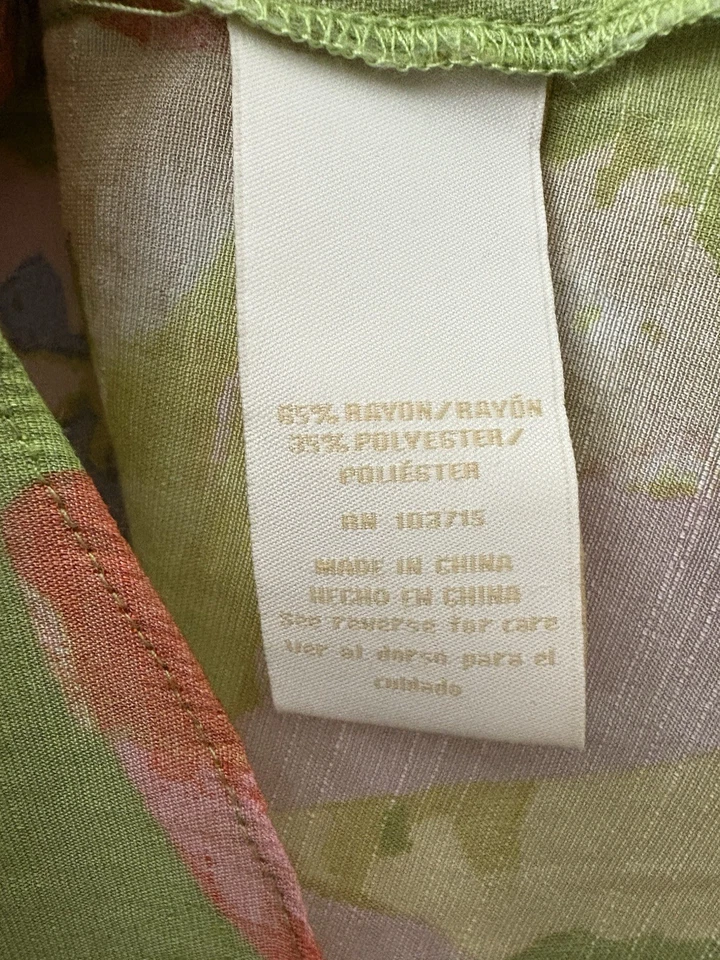 65% RAYON/RAYÓN
35% POLYESTER/
POLIÉSTER
RN 103715
MADE IN CHINA
HECHO EN CHINA
See reverse for care
Ver al dorso para el
cuidado